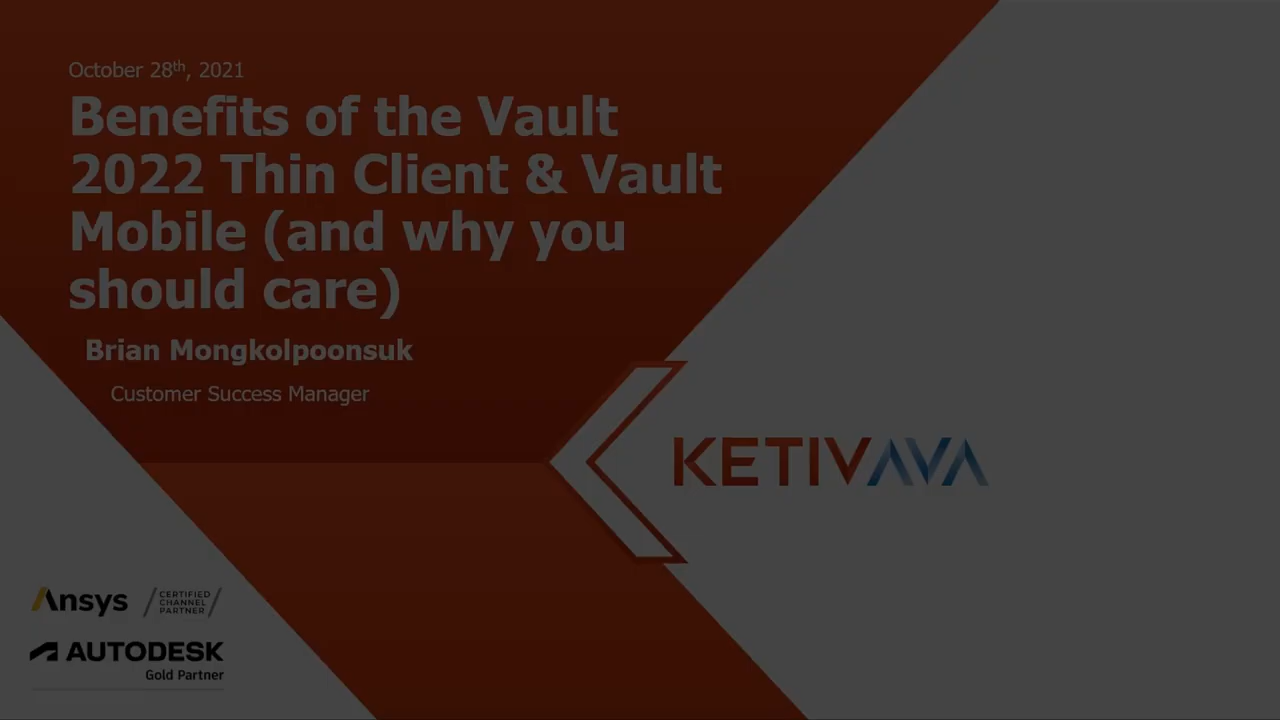 October 28th, 2021
Benefits of the Vault
2022 Thin Client & Vault
Mobile (and why you
should care)
Brian Mongkolpoonsuk
Customer Success Manager
KETIVAVA
Ansys
CERTIFIED
CHANNEL
PARTNER
AUTODESK
Gold Partner